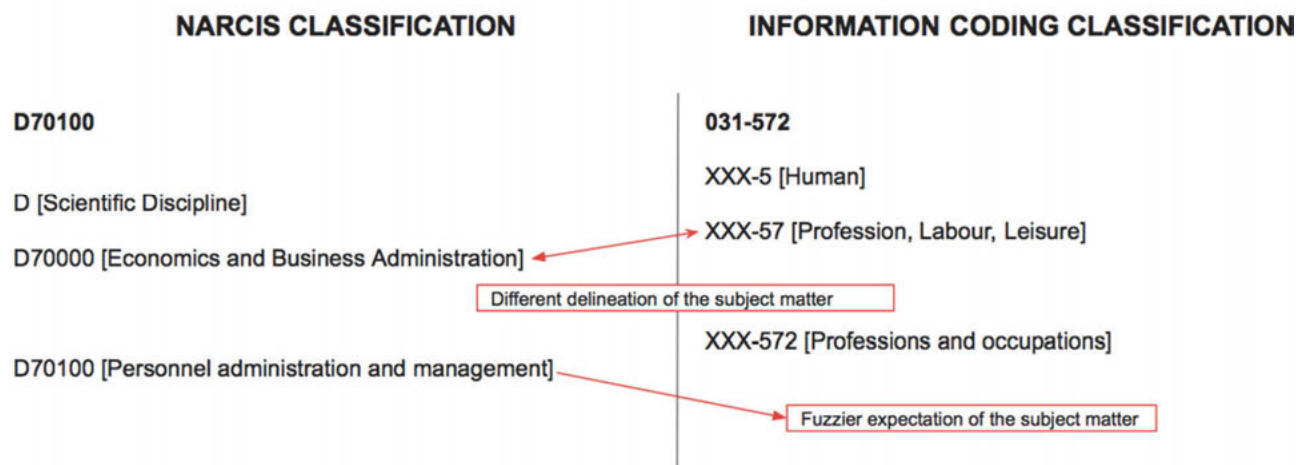 NARCIS CLASSIFICATION
INFORMATION CODING CLASSIFICATION
D70100
D [Scientific Discipline]
D70000 [Economics and Business Administration]
D70100 [Personnel administration and management]
031-572
XXX-5 [Human]
XXX-57 [Profession, Labour, Leisure]
Different delineation of the subject matter
XXX-572 [Professions and occupations]
Fuzzier expectation of the subject matter